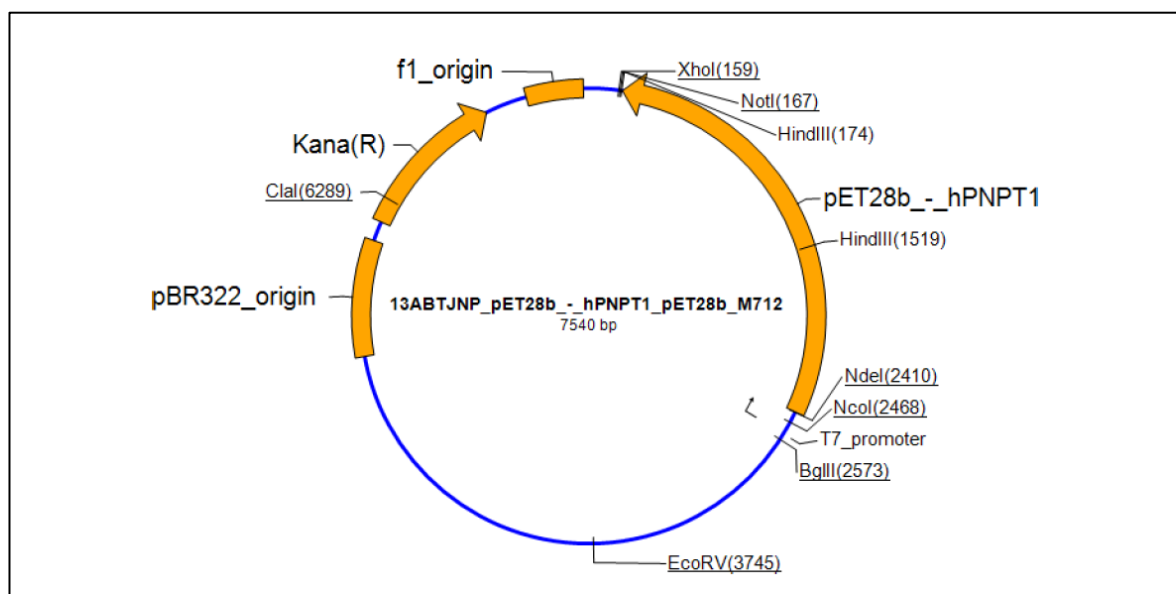 f1_origin
XhoI(159)
NotI(167)
HindIII(174)
Kana(R)
ClaI(6289)
pET28b_-_hPNPT1
HindIII(1519)
pBR322_origin
13ABTJNP_pET28b_-_hPNPT1_pET28b_M712
7540 bp
NdeI(2410)
NcoI(2468)
T7_promoter
BglII(2573)
EcoRV(3745)